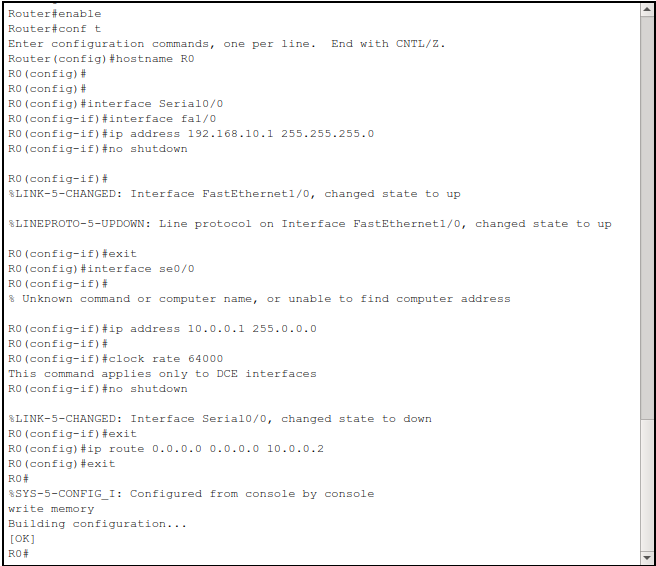 Router#enable
Router#conf t
Enter configuration commands, one per line.  End with CNTL/Z.
Router(config)#hostname R0
R0(config)#
R0(config)#
R0(config)#interface Serial0/0
R0(config-if)#interface fa1/0
R0(config-if)#ip address 192.168.10.1 255.255.255.0
R0(config-if)#no shutdown
R0(config-if)#
%LINK-5-CHANGED: Interface FastEthernet1/0, changed state to up
%LINEPROTO-5-UPDOWN: Line protocol on Interface FastEthernet1/0, changed state to up
R0(config-if)#exit
R0(config)#interface se0/0
R0(config-if)#
% Unknown command or computer name, or unable to find computer address
R0(config-if)#ip address 10.0.0.1 255.0.0.0
R0(config-if)#
R0(config-if)#clock rate 64000
This command applies only to DCE interfaces
R0(config-if)#no shutdown
%LINK-5-CHANGED: Interface Serial0/0, changed state to down
R0(config-if)#exit
R0(config)#ip route 0.0.0.0 0.0.0.0 10.0.0.2
R0(config)#exit
R0#
%SYS-5-CONFIG_I: Configured from console by console
write memory
Building configuration...
[OK]
R0#